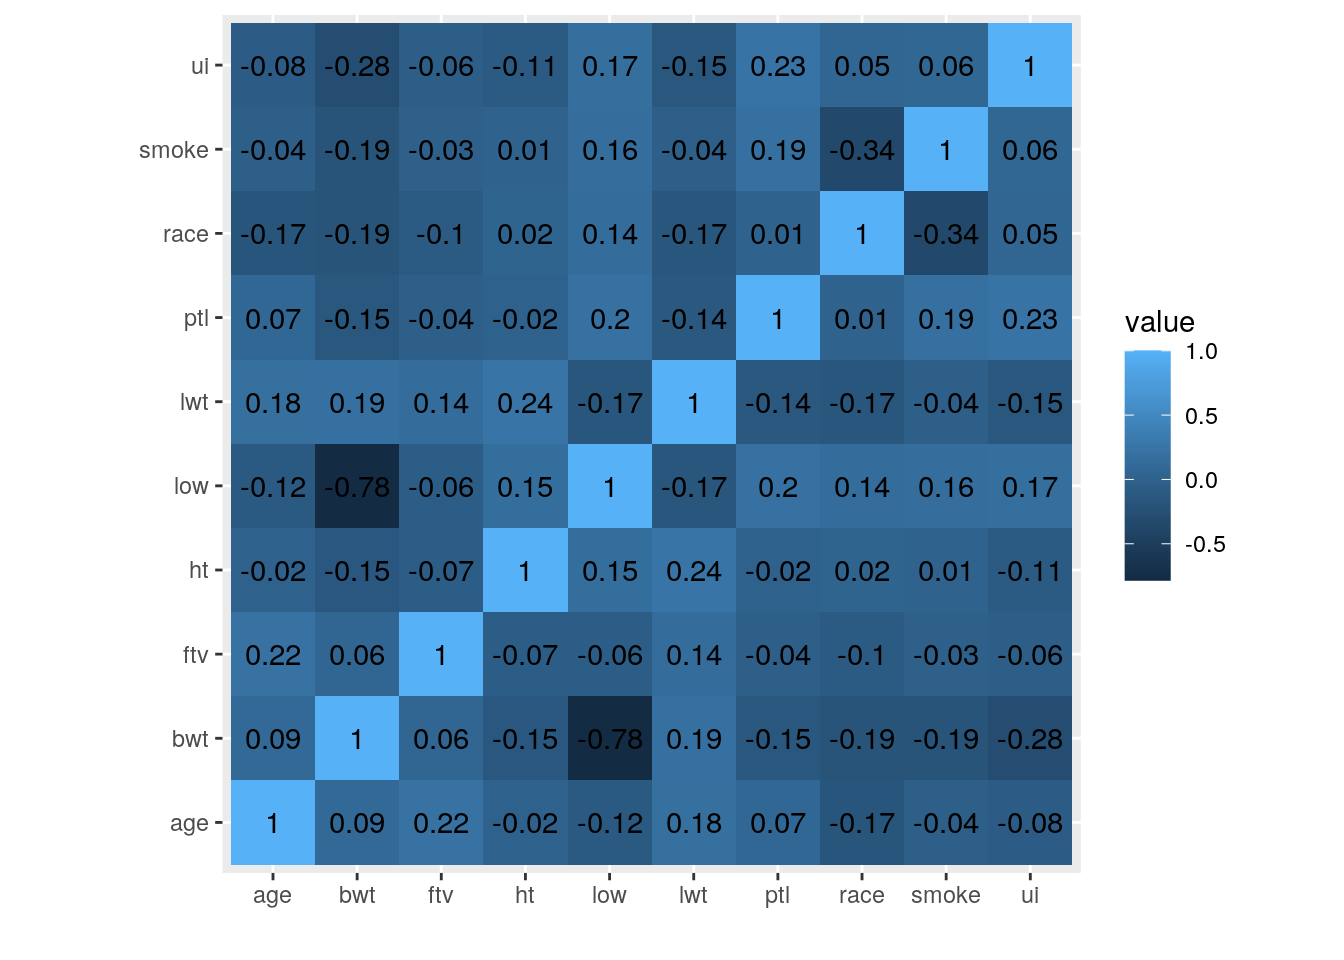 ui -0.08 -0.28 -0.06 -0.11 0.17 -0.15 0.23 0.05 0.06 1
smoke -0.04 -0.19 -0.03 0.01 0.16 -0.04 0.19 -0.34 1 0.06
race -0.17 -0.19 -0.1 0.02 0.14 -0.17 0.01 1 -0.34 0.05
ptl 0.07 -0.15 -0.04 -0.02 0.2 -0.14 1 0.01 0.19 0.23
lwt 0.18 0.19 0.14 0.24 -0.17 1 -0.14 -0.17 -0.04 -0.15
low -0.12 -0.78 -0.06 0.15 1 -0.17 0.2 0.14 0.16 0.17
ht -0.02 -0.15 -0.07 1 0.15 0.24 -0.02 0.02 0.01 -0.11
ftv 0.22 0.06 1 -0.07 -0.06 0.14 -0.04 -0.1 -0.03 -0.06
bwt 0.09 1 0.06 -0.15 -0.78 0.19 -0.15 -0.19 -0.19 -0.28
age 1 0.09 0.22 -0.02 -0.12 0.18 0.07 -0.17 -0.04 -0.08
age bwt ftv ht low lwt ptl race smoke ui
value
1.0
0.5
0.0
-0.5